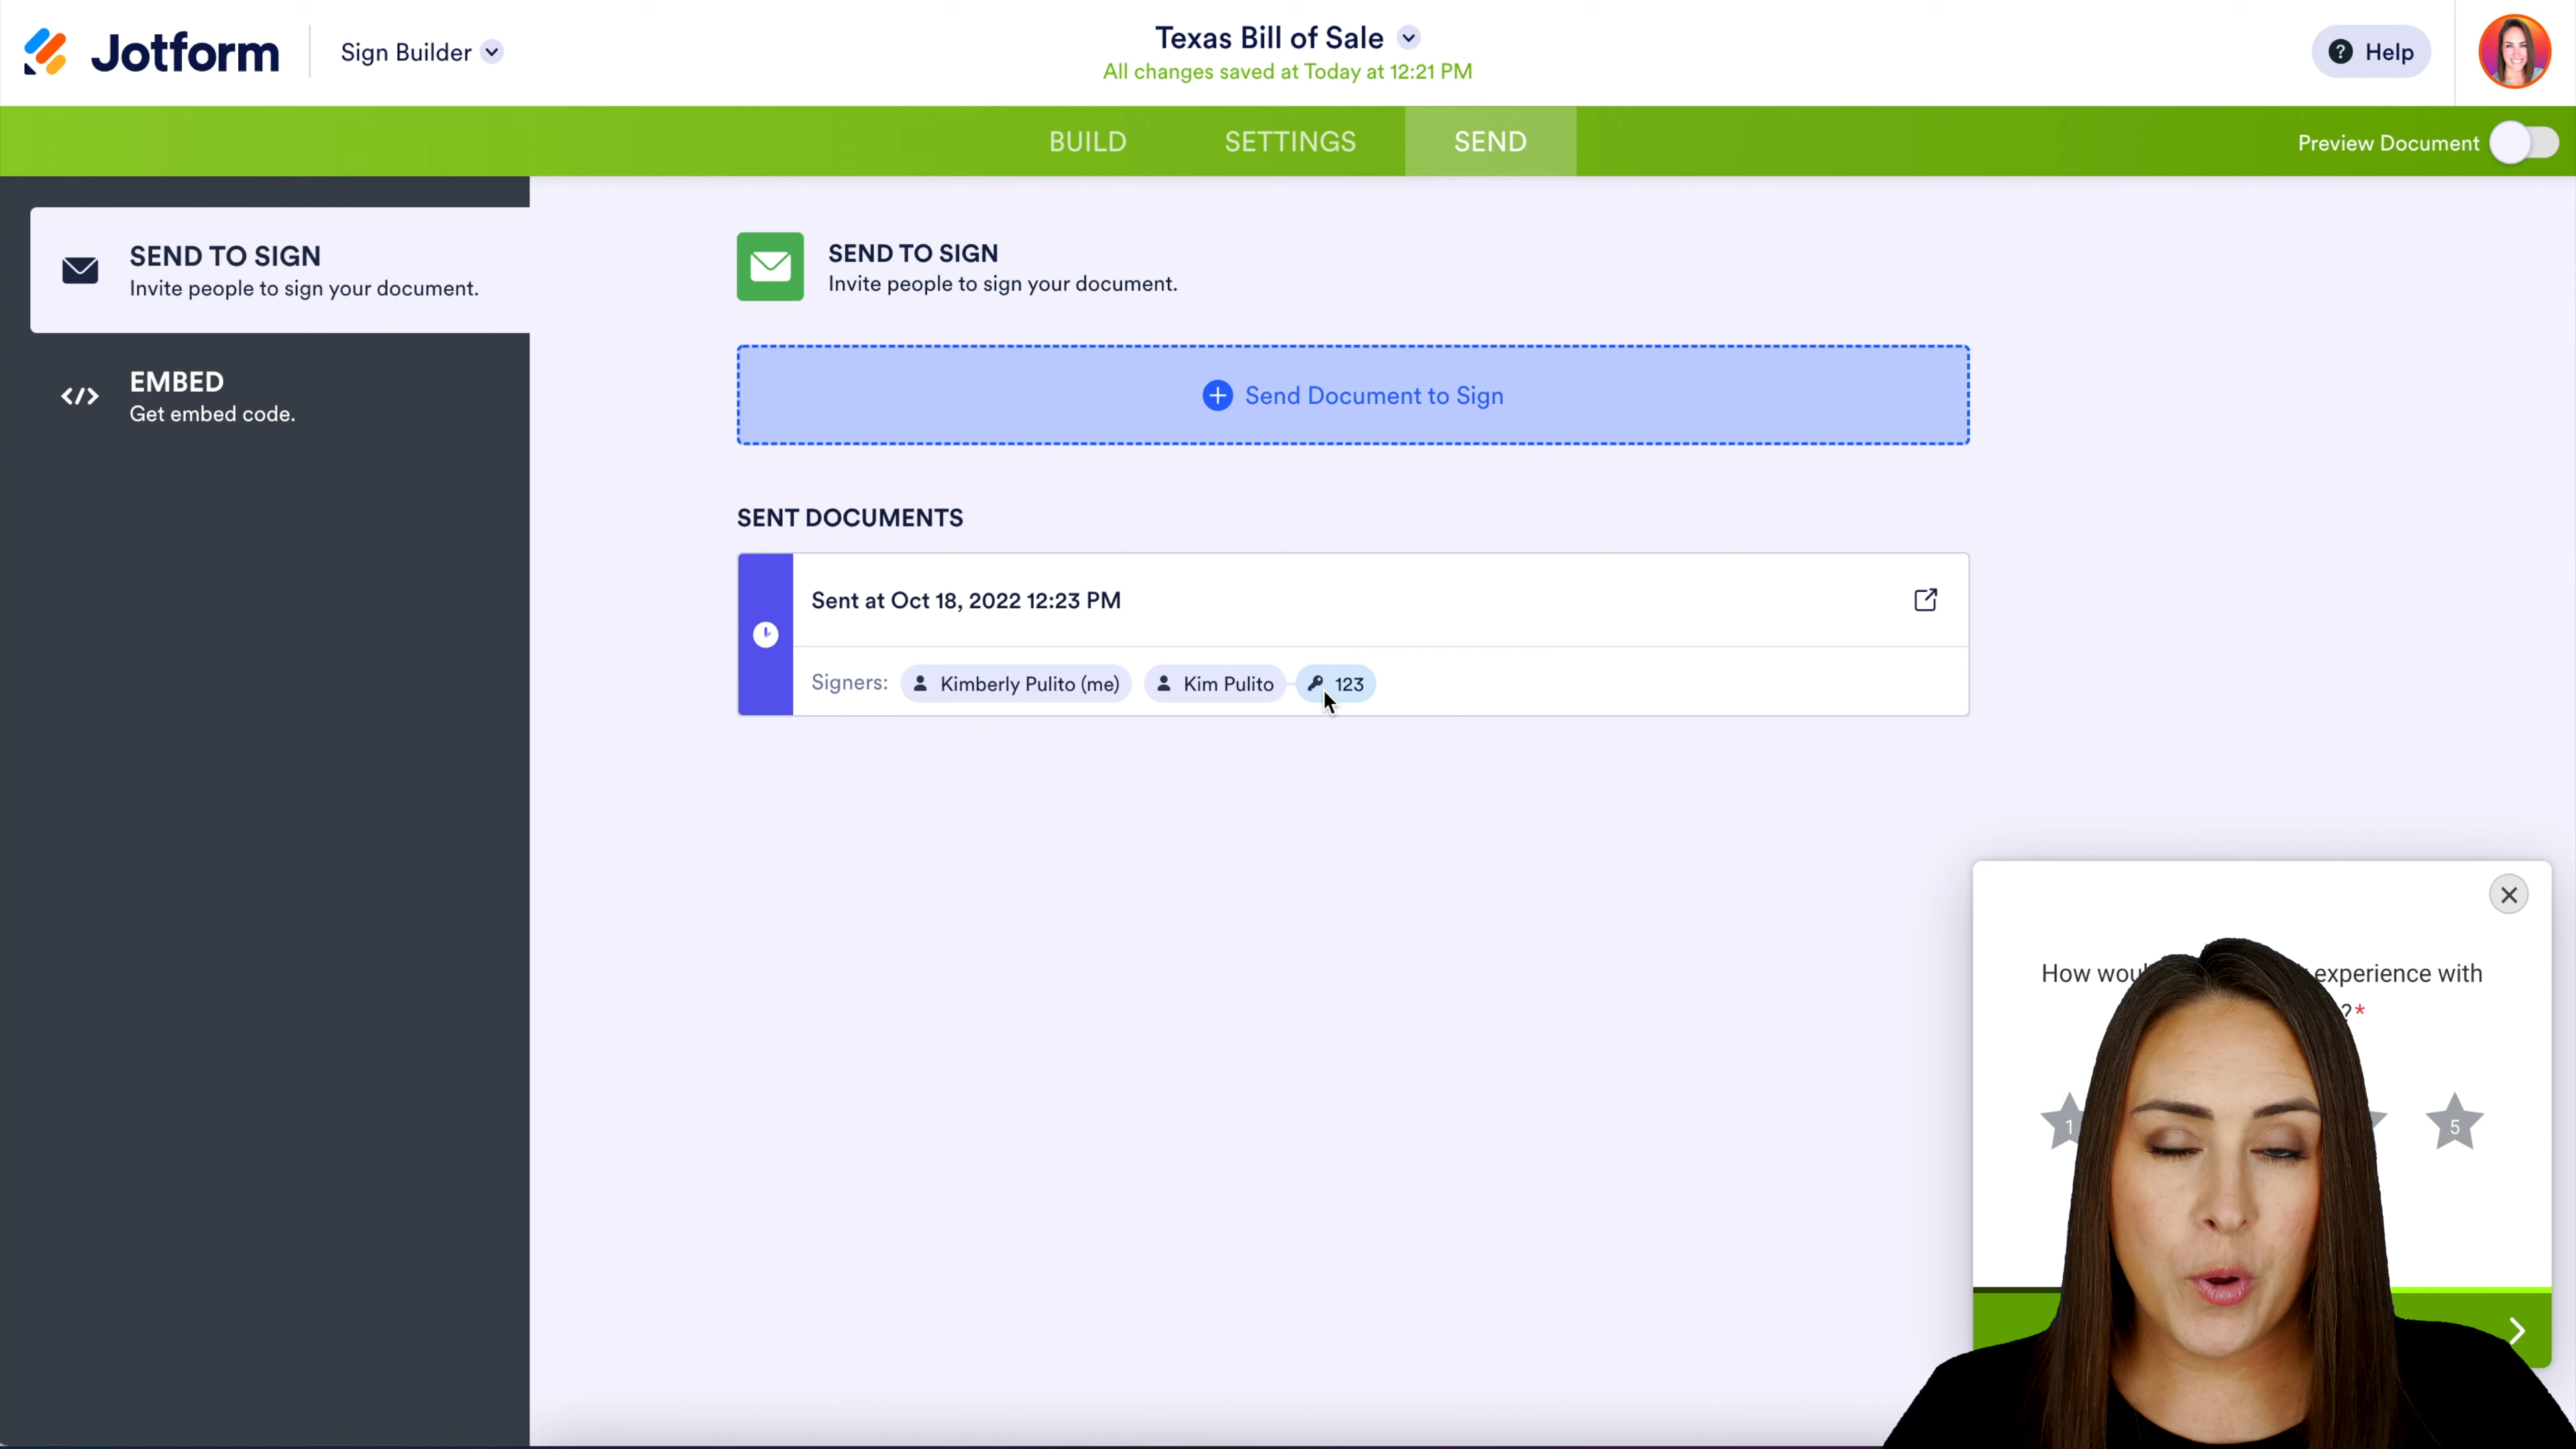 Jotform
Sign Builder
Texas Bill of Sale
All changes saved at Today at 12:21 PM
Help
BUILD
SETTINGS
SEND
Preview Document
SEND TO SIGN
Invite people to sign your document.
EMBED
Get embed code.
SEND TO SIGN
Invite people to sign your document.
Send Document to Sign
SENT DOCUMENTS
Sent at Oct 18, 2022 12:23 PM
Signers: Kimberly Pulito (me) Kim Pulito 123
How experience with
?*
1 5